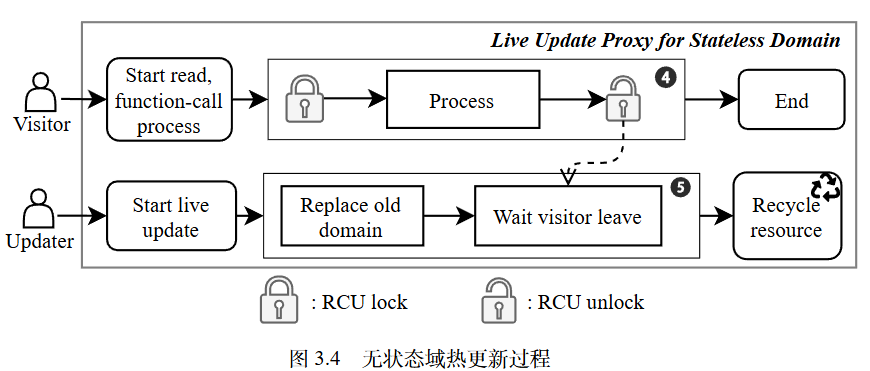 Live Update Proxy for Stateless Domain
Start read,
function-call
process
4
Process
End
Visitor
5
Start live
update
Replace old
domain
Wait visitor leave
Recycle
resource
Updater
: RCU lock
: RCU unlock
图 3.4 无状态域热更新过程